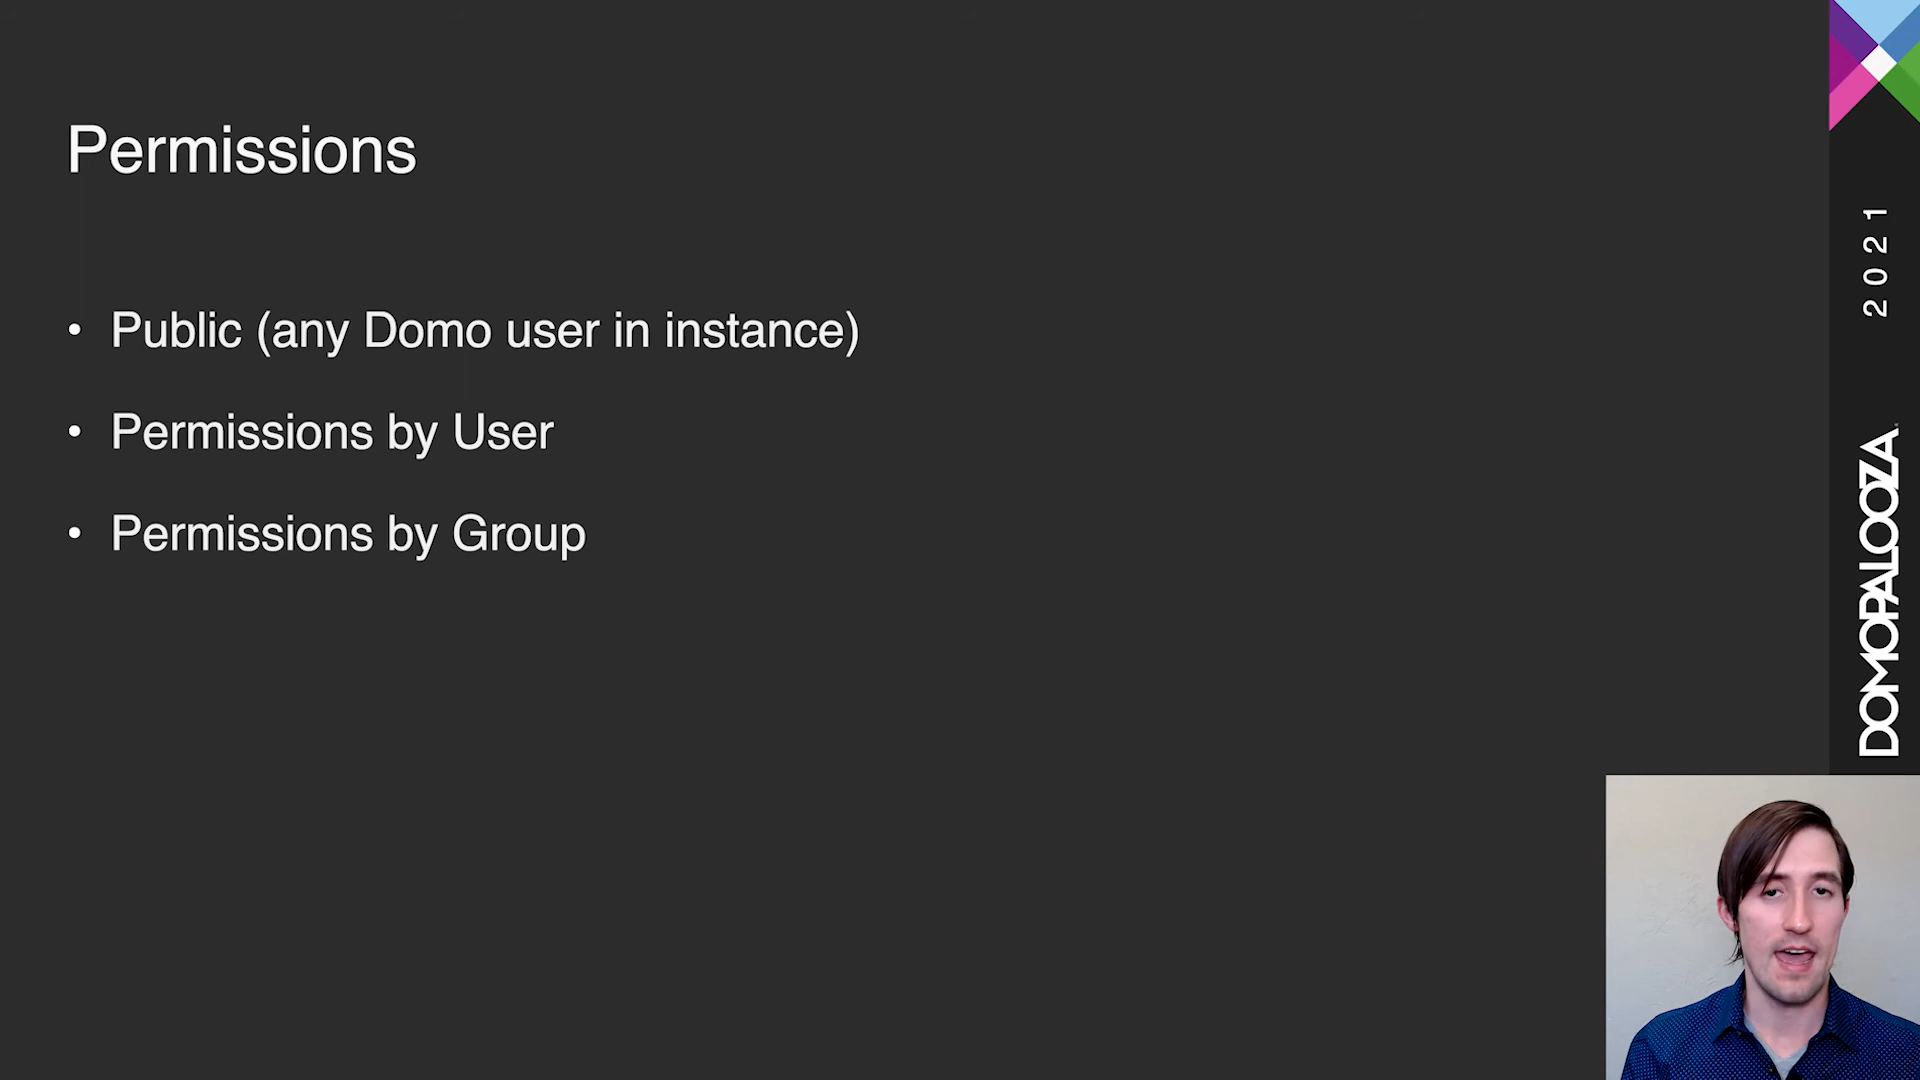 Permissions
• Public (any Domo user in instance)
• Permissions by User
• Permissions by Group
2021
DOMOPALOOZA